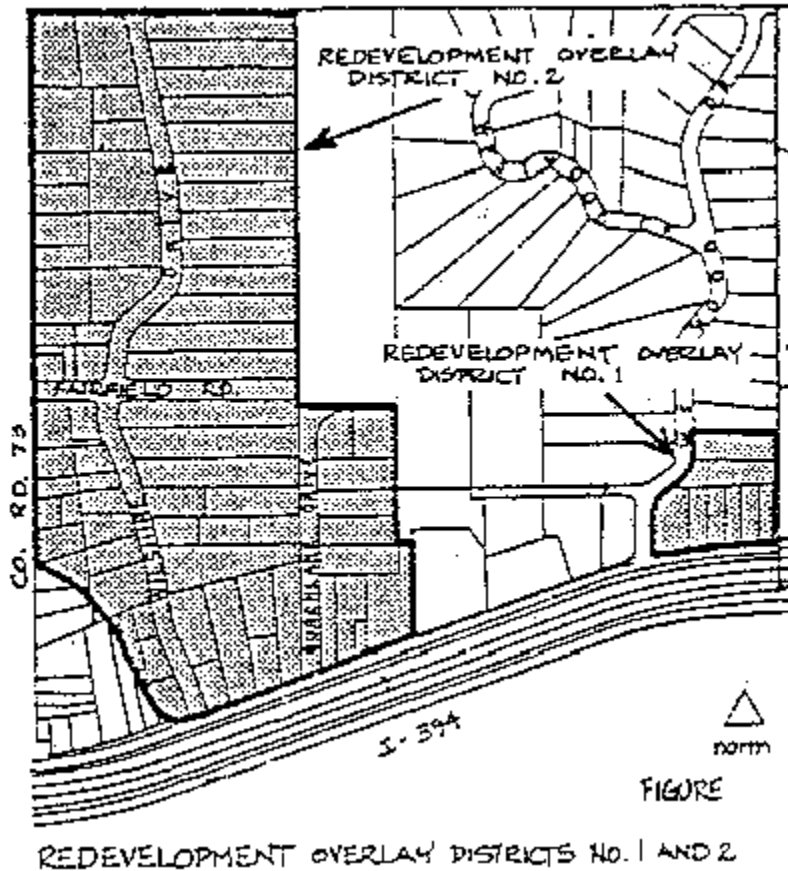 REDEVELOPMENT OVERLAY
DISTRICT NO. 2
REDEVELOPMENT OVERLAY
DISTRICT NO. 1
FAIRFIELD RD.
CO. RD. 73
I-394
north
FIGURE
REDEVELOPMENT OVERLAY DISTRICTS NO. 1 AND 2